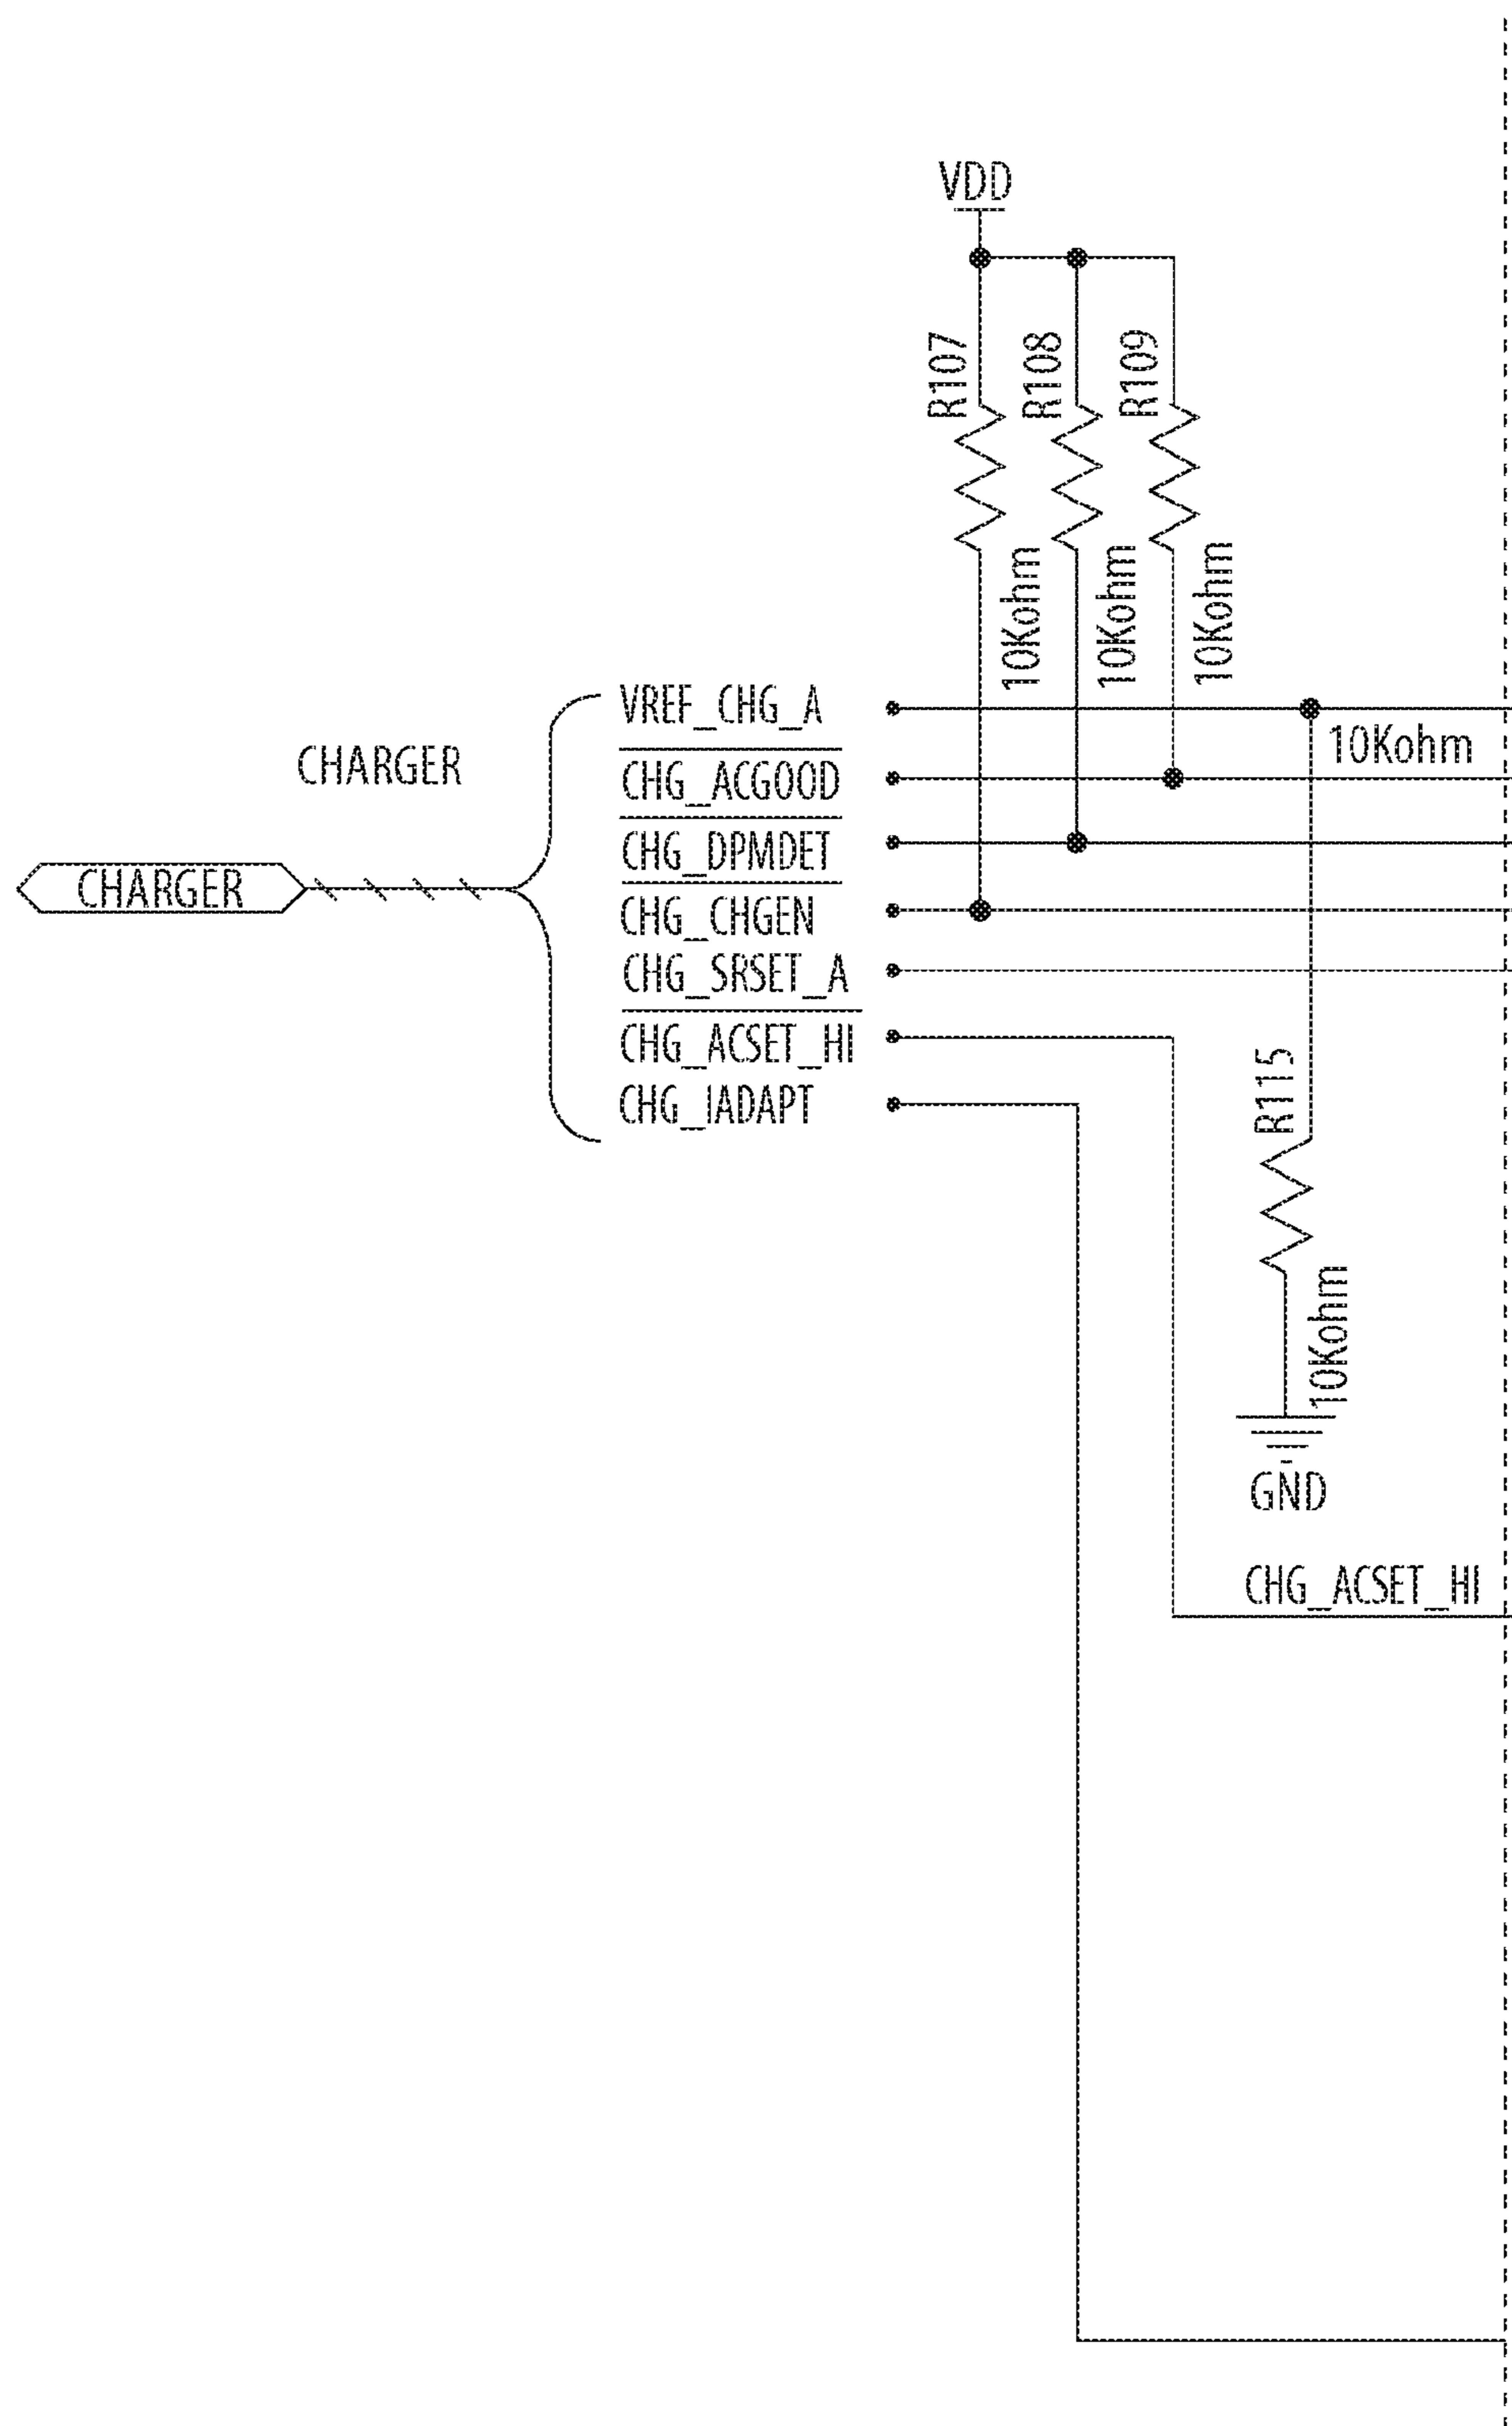 VDD
R107
R108
R109
10Kohm
10Kohm
10Kohm
VREF_CHG_A
10Kohm
CHARGER
CHG_ACGOOD
CHG_DPMDET
CHARGER
CHG_CHGEN
CHG_SRSET_A
CHG_ACSET_HI
CHG_IADAPT
R115
10Kohm
GND
CHG_ACSET_HI